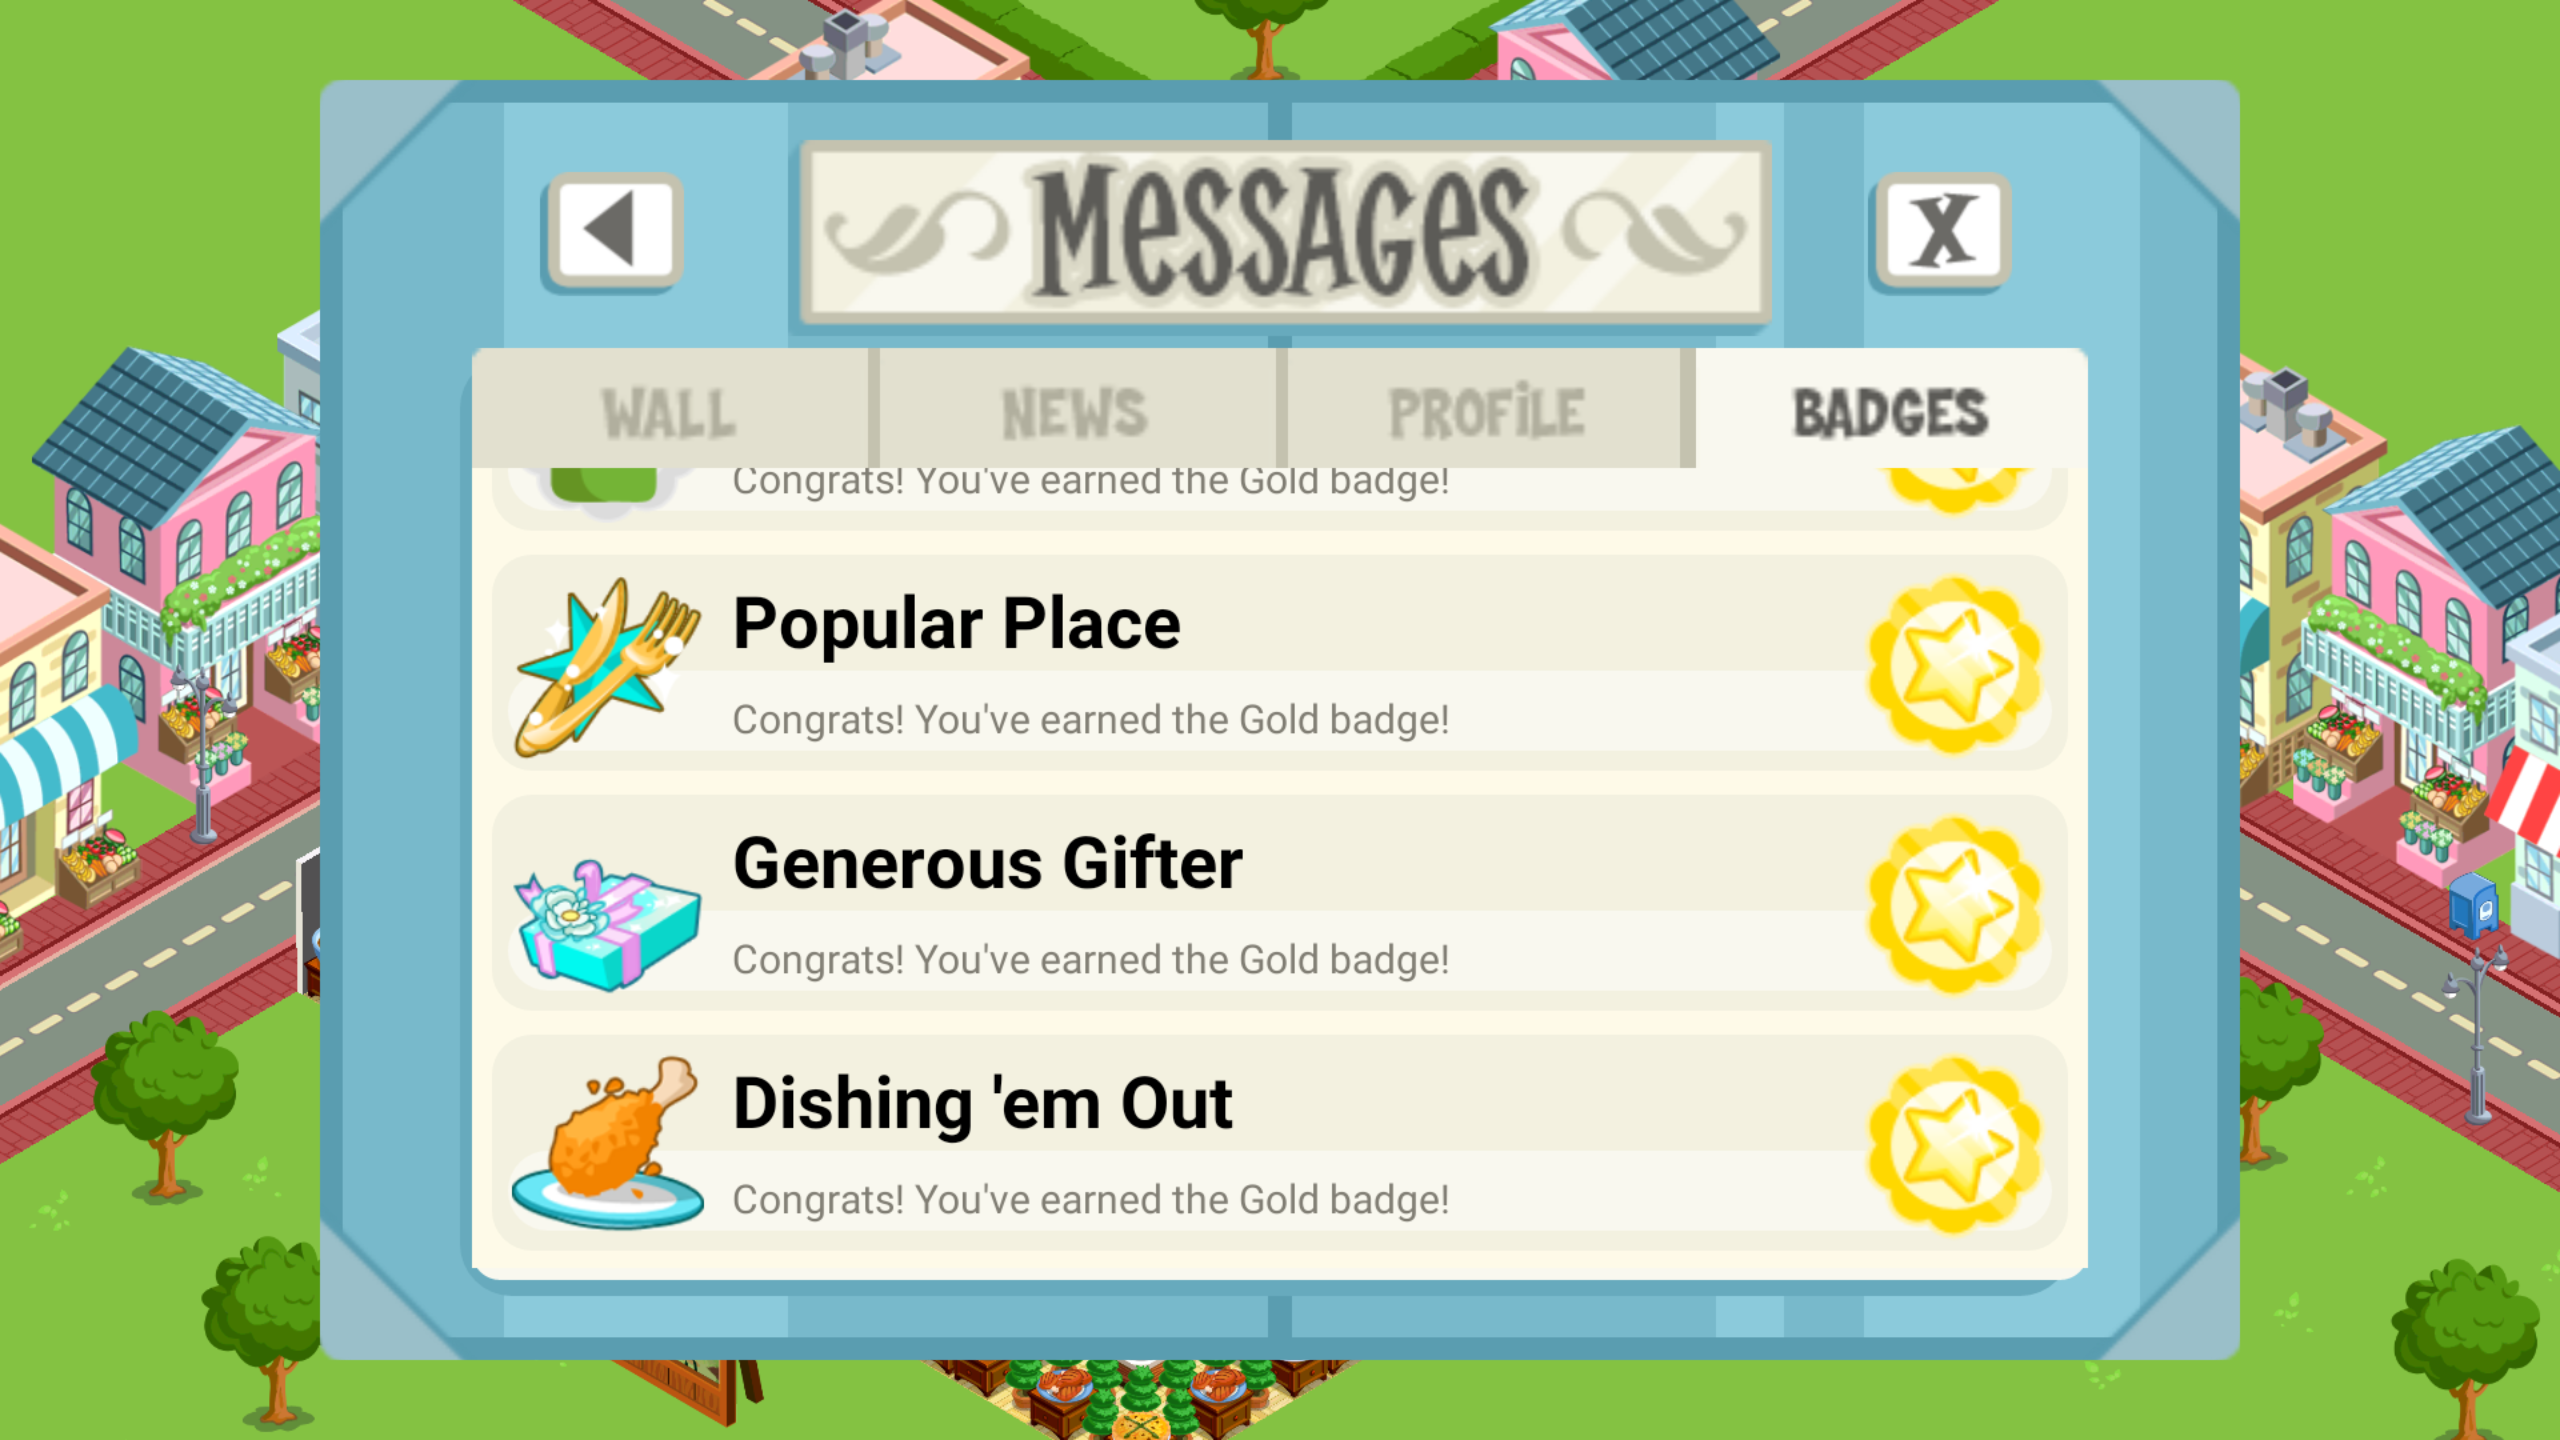 MESSAGES
X
WALL NEWS PROFILE BADGES
Congrats! You've earned the Gold badge!
Popular Place
Congrats! You've earned the Gold badge!
Generous Gifter
Congrats! You've earned the Gold badge!
Dishing 'em Out
Congrats! You've earned the Gold badge!